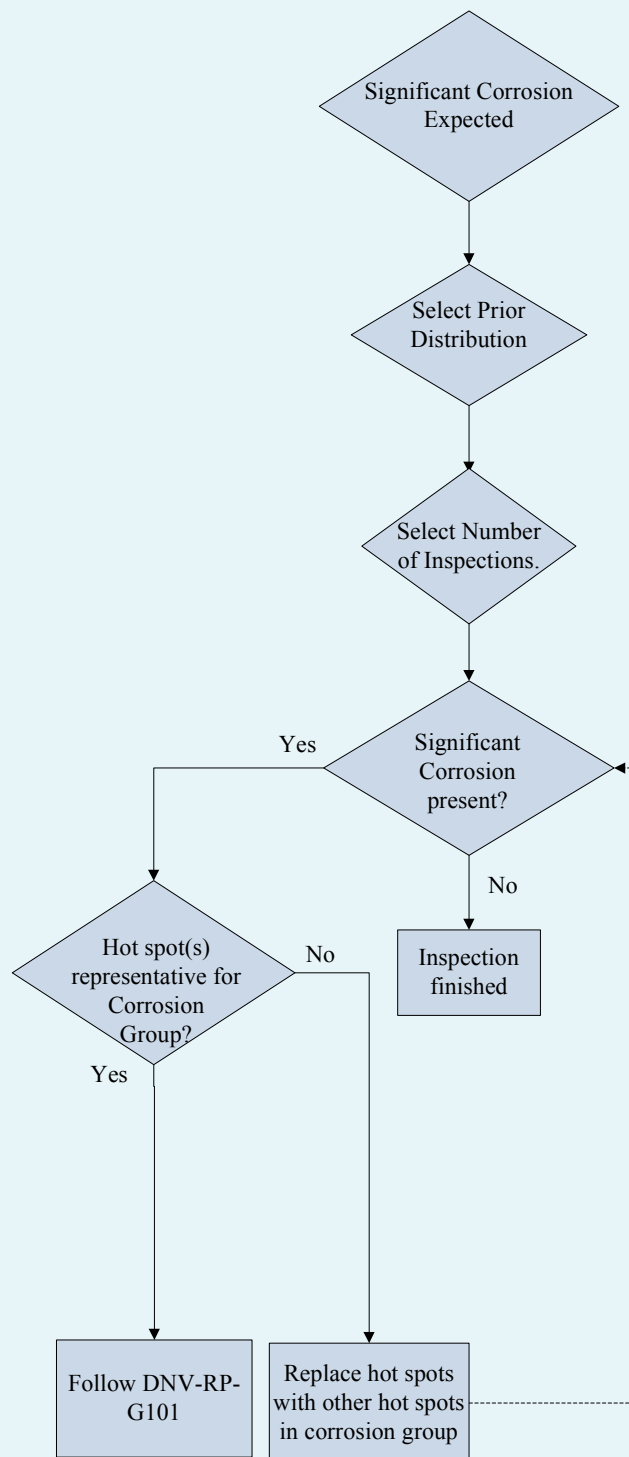 Significant Corrosion
Expected
Select Prior
Distribution
Select Number
of Inspections.
Yes
Significant
Corrosion
present?
No
Hot spot(s)
representative for
Corrosion
Group?
No
Inspection
finished
Yes
Follow DNV-RP-
G101
Replace hot spots
with other hot spots
in corrosion group